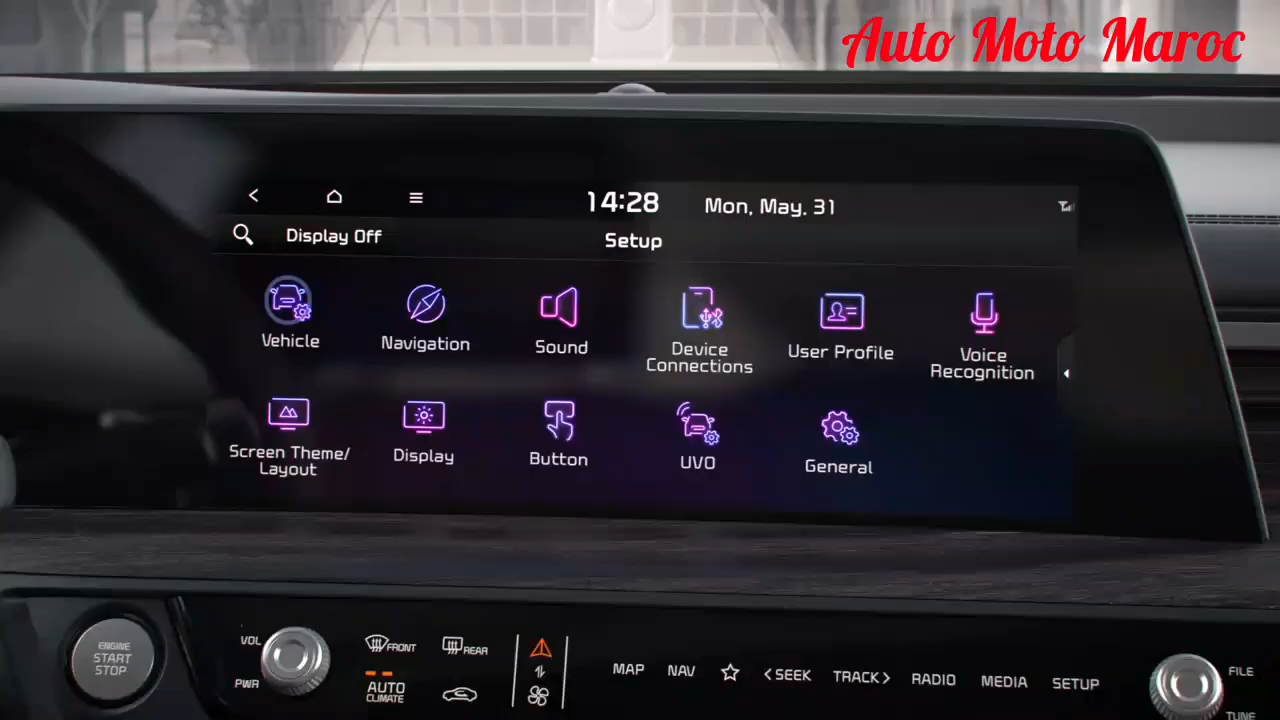 Auto Moto Maroc
14:28
Mon, May. 31
Display Off
Setup
Vehicle
Navigation
Sound
Device
Connections
User Profile
Voice
Recognition
Screen Theme/
Layout
Display
Button
UVO
General
ENGINE
START
STOP
VOL
PWR
FRONT
REAR
AUTO
CLIMATE
MAP
NAV
< SEEK
TRACK >
RADIO
MEDIA
SETUP
FILE
TUNE